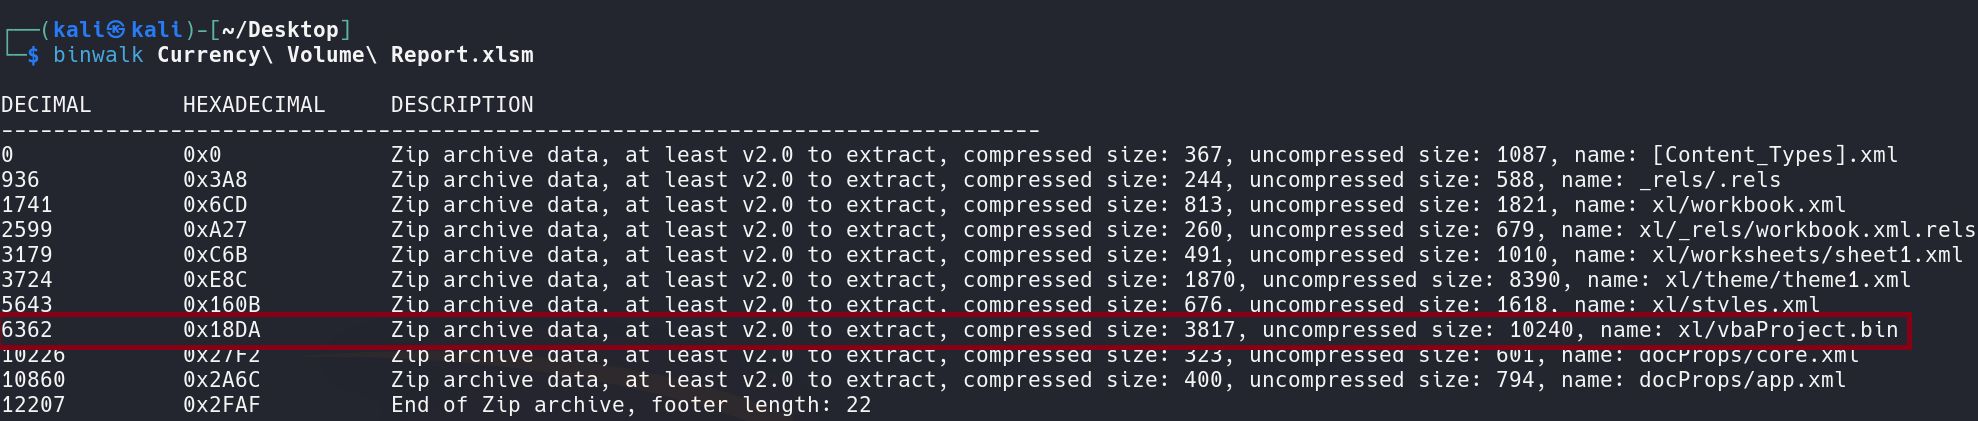 ┌──(kali㉿kali)-[~/Desktop]
└─$ binwalk Currency\ Volume\ Report.xlsm
DECIMAL       HEXADECIMAL     DESCRIPTION
--------------------------------------------------------------------------------
0             0x0             Zip archive data, at least v2.0 to extract, compressed size: 367, uncompressed size: 1087, name: [Content_Types].xml
936           0x3A8           Zip archive data, at least v2.0 to extract, compressed size: 244, uncompressed size: 588, name: _rels/.rels
1741          0x6CD           Zip archive data, at least v2.0 to extract, compressed size: 813, uncompressed size: 1821, name: xl/workbook.xml
2599          0xA27           Zip archive data, at least v2.0 to extract, compressed size: 260, uncompressed size: 679, name: xl/_rels/workbook.xml.rels
3179          0xC6B           Zip archive data, at least v2.0 to extract, compressed size: 491, uncompressed size: 1010, name: xl/worksheets/sheet1.xml
3724          0xE8C           Zip archive data, at least v2.0 to extract, compressed size: 1870, uncompressed size: 8390, name: xl/theme/theme1.xml
5643          0x160B          Zip archive data, at least v2.0 to extract, compressed size: 676, uncompressed size: 1618, name: xl/styles.xml
6362          0x18DA          Zip archive data, at least v2.0 to extract, compressed size: 3817, uncompressed size: 10240, name: xl/vbaProject.bin
10226         0x27F2          Zip archive data, at least v2.0 to extract, compressed size: 323, uncompressed size: 601, name: docProps/core.xml
10860         0x2A6C          Zip archive data, at least v2.0 to extract, compressed size: 400, uncompressed size: 794, name: docProps/app.xml
12207         0x2FAF          End of Zip archive, footer length: 22